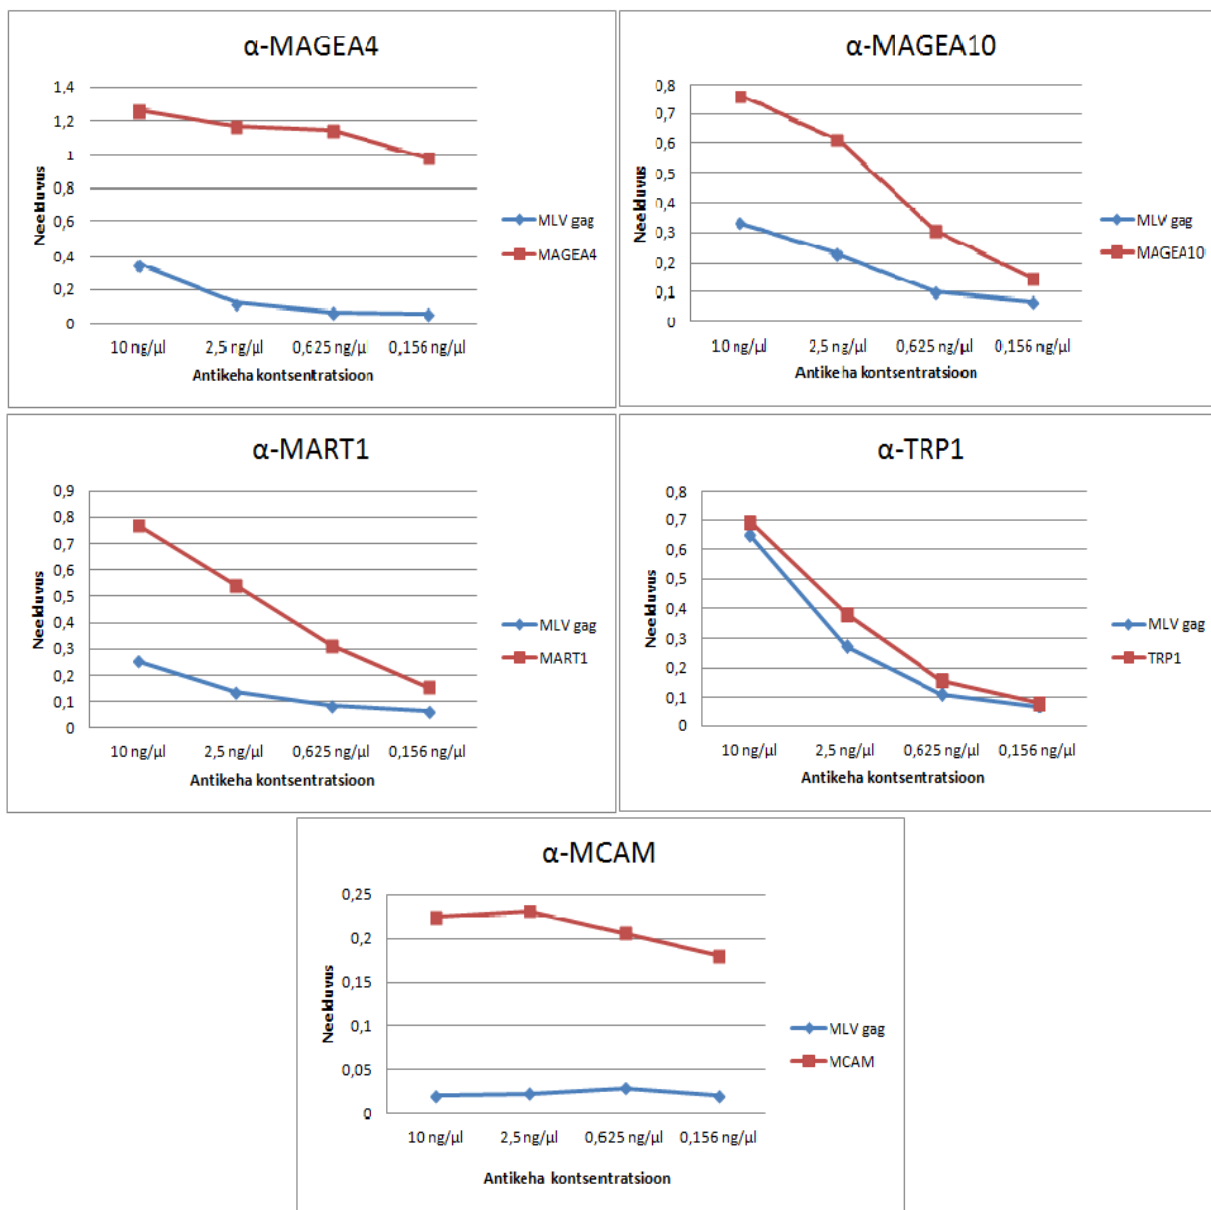 α-MAGEA4
1,4
1,2
1
0,8
0,6
0,4
0,2
0
Neelduvus
10 ng/µl 2,5 ng/µl 0,625 ng/µl 0,156 ng/µl
Antikeha kontsentratsioon
MLV gag
MAGEA4
α-MAGEA10
0,8
0,7
0,6
0,5
0,4
0,3
0,2
0,1
0
Neelduvus
10 ng/µl 2,5 ng/µl 0,625 ng/µl 0,156 ng/µl
Antikeha kontsentratsioon
MLV gag
MAGEA10
α-MART1
0,9
0,8
0,7
0,6
0,5
0,4
0,3
0,2
0,1
0
Neelduvus
10 ng/µl 2,5 ng/µl 0,625 ng/µl 0,156 ng/µl
Antikeha kontsentratsioon
MLV gag
MART1
α-TRP1
0,8
0,7
0,6
0,5
0,4
0,3
0,2
0,1
0
Neelduvus
10 ng/µl 2,5 ng/µl 0,625 ng/µl 0,156 ng/µl
Antikeha kontsentratsioon
MLV gag
TRP1
α-MCAM
0,25
0,2
0,15
0,1
0,05
0
Neelduvus
10 ng/µl 2,5 ng/µl 0,625 ng/µl 0,156 ng/µl
Antikeha kontsentratsioon
MLV gag
MCAM